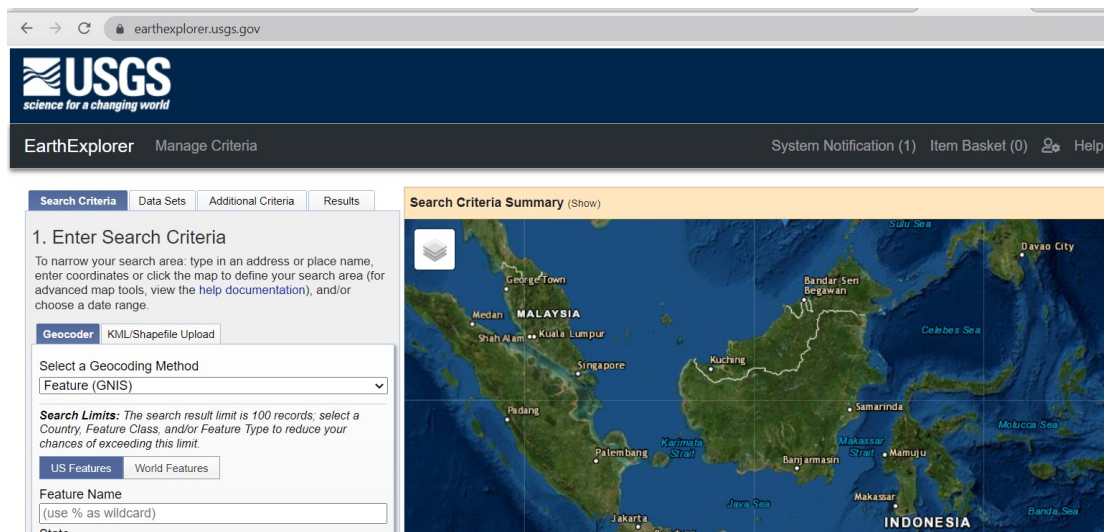 earthexplorer.usgs.gov
USGS
science for a changing world
EarthExplorer Manage Criteria System Notification (1) Item Basket (0) Help
Search Criteria Data Sets Additional Criteria Results
1. Enter Search Criteria
To narrow your search area: type in an address or place name,
enter coordinates or click the map to define your search area (for
advanced map tools, view the help documentation), and/or
choose a date range.
Geocoder KML/Shapefile Upload
Select a Geocoding Method
Feature (GNIS)
Search Limits: The search result limit is 100 records; select a
Country, Feature Class, and/or Feature Type to reduce your
chances of exceeding this limit.
US Features World Features
Feature Name
(use % as wildcard)
State
Search Criteria Summary (Show)
Sulu Sea
Davao City
George Town
Bandar Seri
Begawan
Medan MALAYSIA
Celebes Sea
Shah Alam Kuala Lumpur
Kuching
Singapore
Padang
Samarinda
Molucca Sea
Karimata
Strait
Makassar
Strait
Palembang
Banjarmasin
Mamuju
Makassar
Java Sea
Banda Sea
Jakarta
INDONESIA